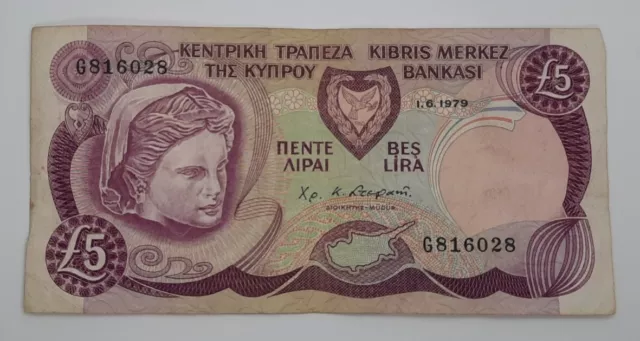 ΚΕΝΤΡΙΚΗ ΤΡΑΠΕΖΑ KIBRIS MERKEZ
G816028 ΤΗΣ ΚΥΠΡΟΥ BANKASI £5
1.6.1979
ΠΕΝΤΕ BEŞ
ΛΙΡΑΙ LİRA
ΔΙΟΙΚΗΤΗΣ - MÜDÜR
£5 G816028